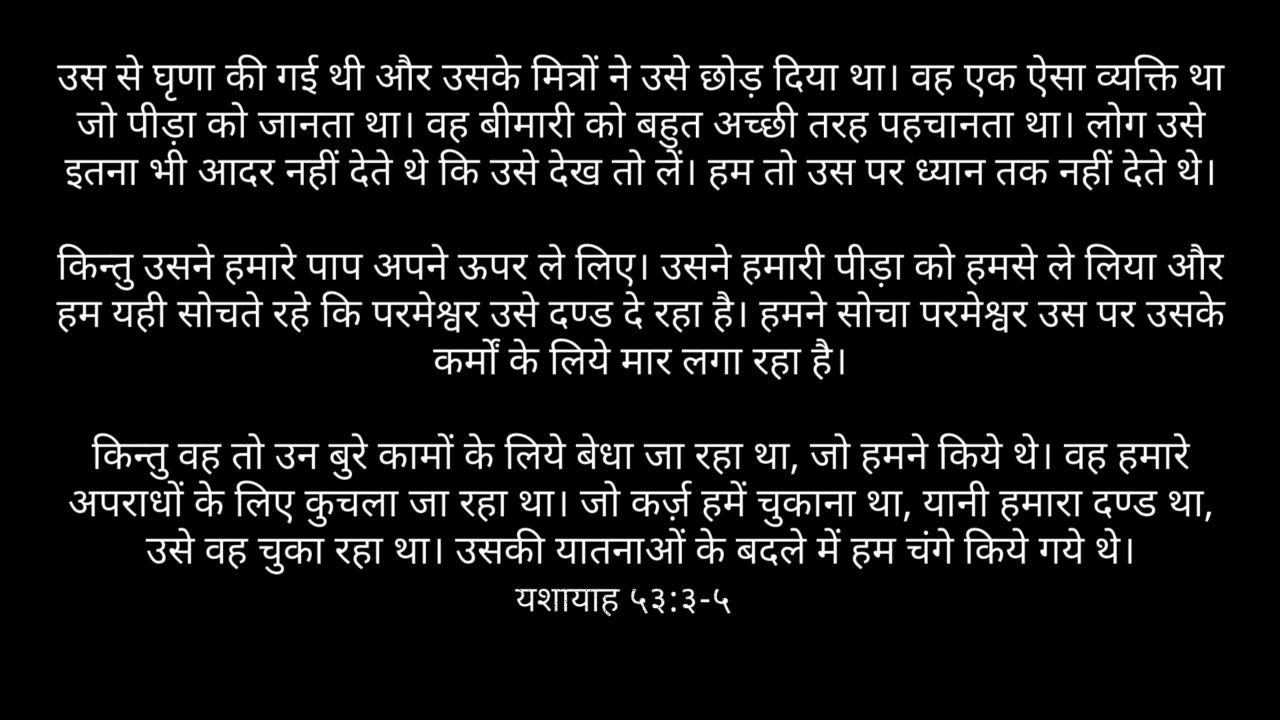 उस से घृणा की गई थी और उसके मित्रों ने उसे छोड़ दिया था। वह एक ऐसा व्यक्ति था
जो पीड़ा को जानता था। वह बीमारी को बहुत अच्छी तरह पहचानता था। लोग उसे
इतना भी आदर नहीं देते थे कि उसे देख तो लें। हम तो उस पर ध्यान तक नहीं देते थे।
किन्तु उसने हमारे पाप अपने ऊपर ले लिए। उसने हमारी पीड़ा को हमसे ले लिया और
हम यही सोचते रहे कि परमेश्वर उसे दण्ड दे रहा है। हमने सोचा परमेश्वर उस पर उसके
कर्मों के लिये मार लगा रहा है।
किन्तु वह तो उन बुरे कामों के लिये बेधा जा रहा था, जो हमने किये थे। वह हमारे
अपराधों के लिए कुचला जा रहा था। जो कर्ज़ हमें चुकाना था, यानी हमारा दण्ड था,
उसे वह चुका रहा था। उसकी यातनाओं के बदले में हम चंगे किये गये थे।
यशायाह ५३:३-५